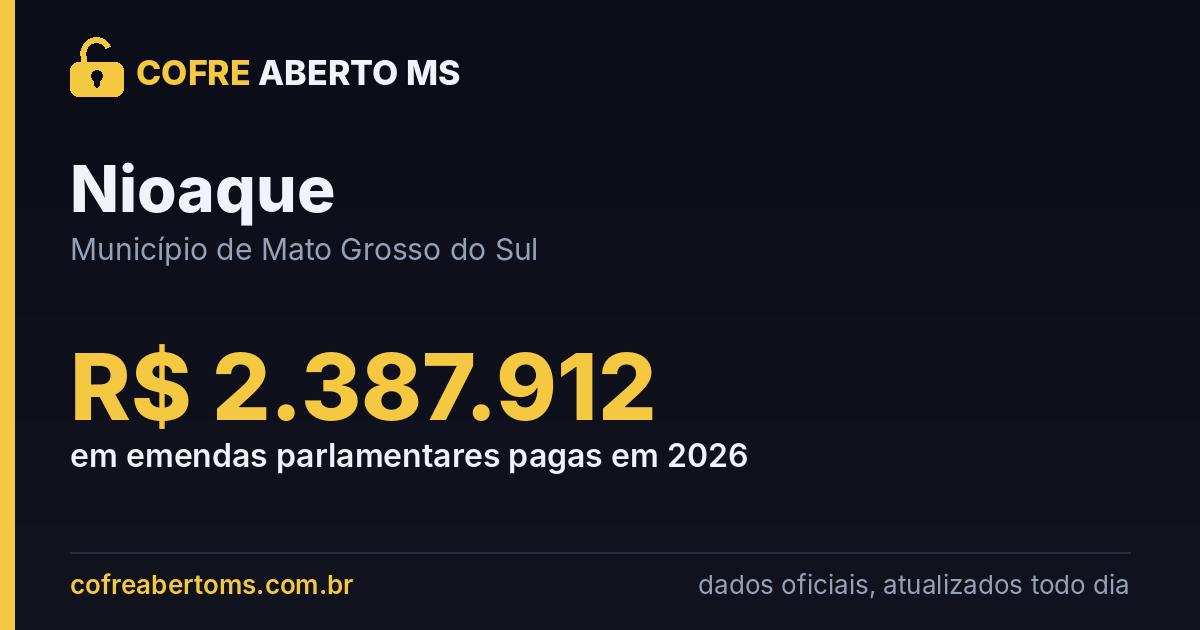 COFRE ABERTO MS
Nioaque
Município de Mato Grosso do Sul
R$ 2.387.912
em emendas parlamentares pagas em 2026
cofreabertoms.com.br
dados oficiais, atualizados todo dia